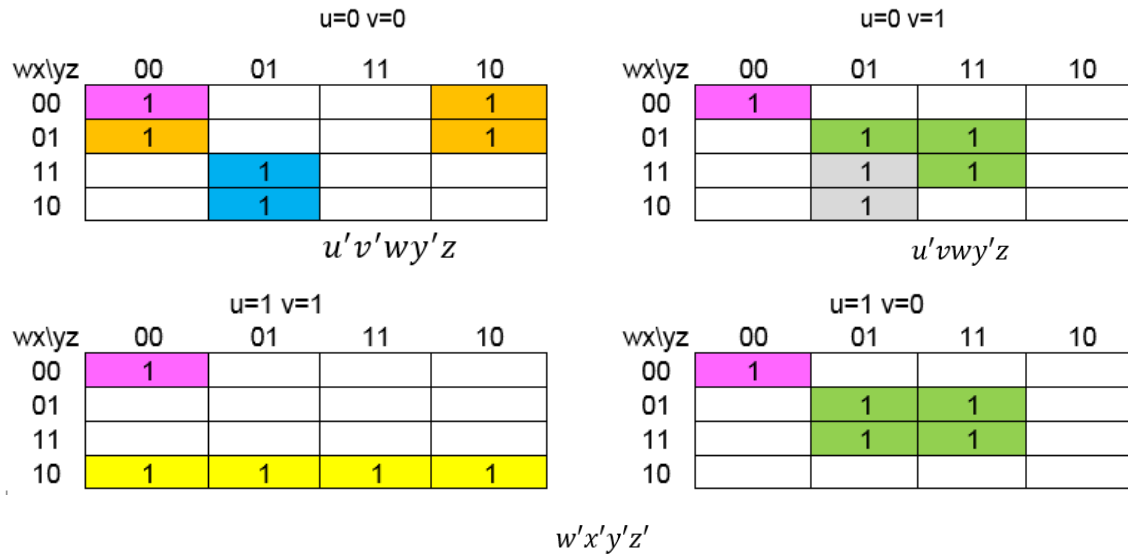 u=0 v=0
wx\yz 00 01 11 10
00 1 1
01 1 1
11 1
10 1
u'v'wy'z
u=0 v=1
wx\yz 00 01 11 10
00 1
01 1 1
11 1 1
10 1
u'vwy'z
u=1 v=1
wx\yz 00 01 11 10
00 1
01
11
10 1 1 1 1
u=1 v=0
wx\yz 00 01 11 10
00 1
01 1 1
11 1 1
10
w'x'y'z'